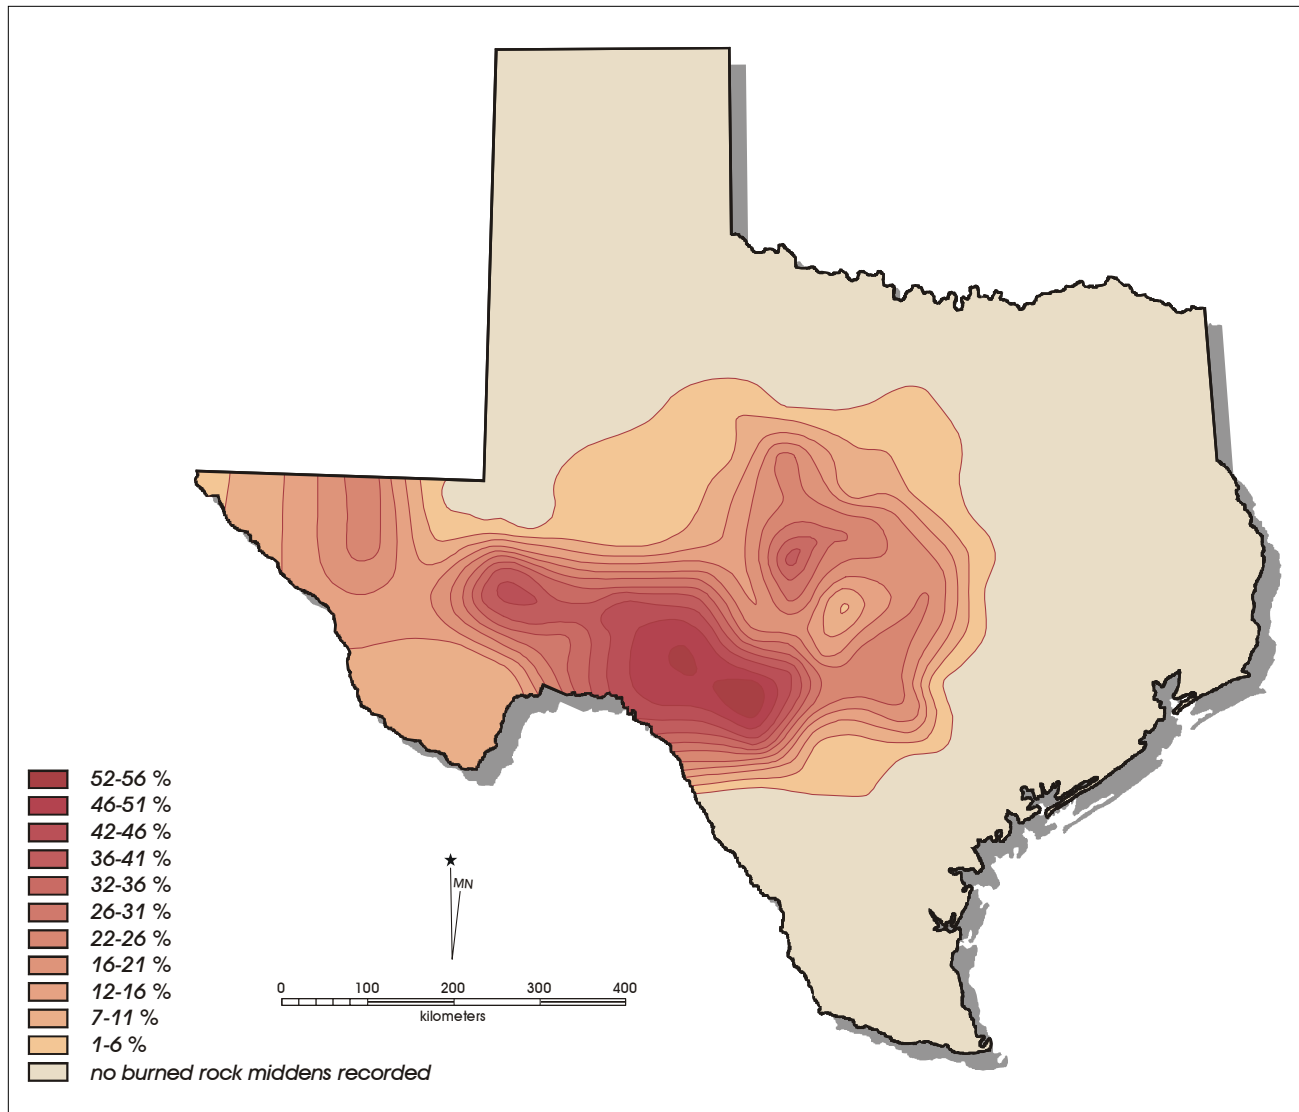 52-56 %
46-51 %
42-46 %
36-41 %
32-36 %
26-31 %
22-26 %
16-21 %
12-16 %
7-11 %
1-6 %
no burned rock middens recorded
MN
0 100 200 300 400
kilometers